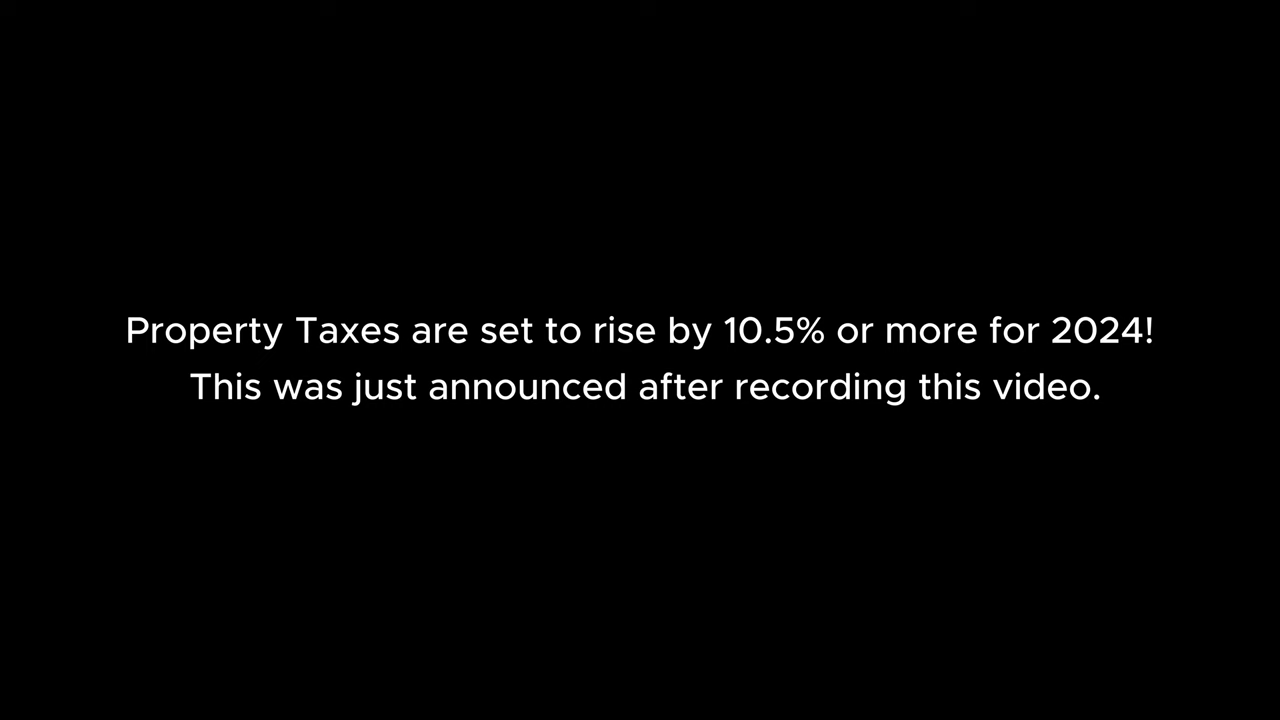 Property Taxes are set to rise by 10.5% or more for 2024!
This was just announced after recording this video.